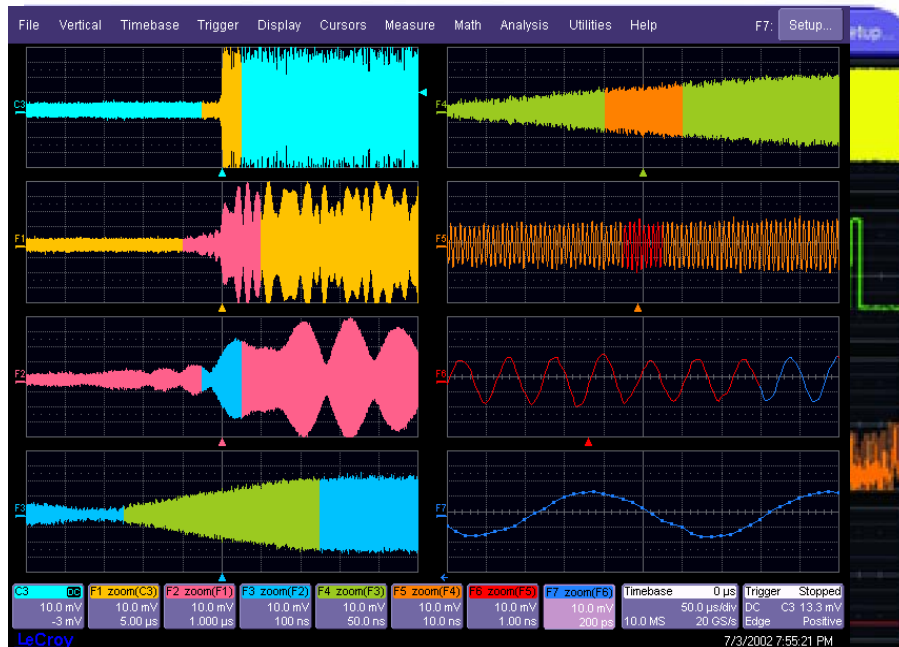 File Vertical Timebase Trigger Display Cursors Measure Math Analysis Utilities Help F7: Setup...
C3
F4
F1
F5
F2
F6
F3
F7
C3 DC F1 zoom(C3) F2 zoom(F1) F3 zoom(F2) F4 zoom(F3) F5 zoom(F4) F6 zoom(F5) F7 zoom(F6) Timebase 0 µs Trigger Stopped
10.0 mV 10.0 mV 10.0 mV 10.0 mV 10.0 mV 10.0 mV 10.0 mV 10.0 mV 50.0 µs/div DC C3 13.3 mV
-3 mV 5.00 µs 1.000 µs 100 ns 50.0 ns 10.0 ns 1.00 ns 200 ps 10.0 MS 20 GS/s Edge Positive
LeCroy 7/3/2002 7:55:21 PM